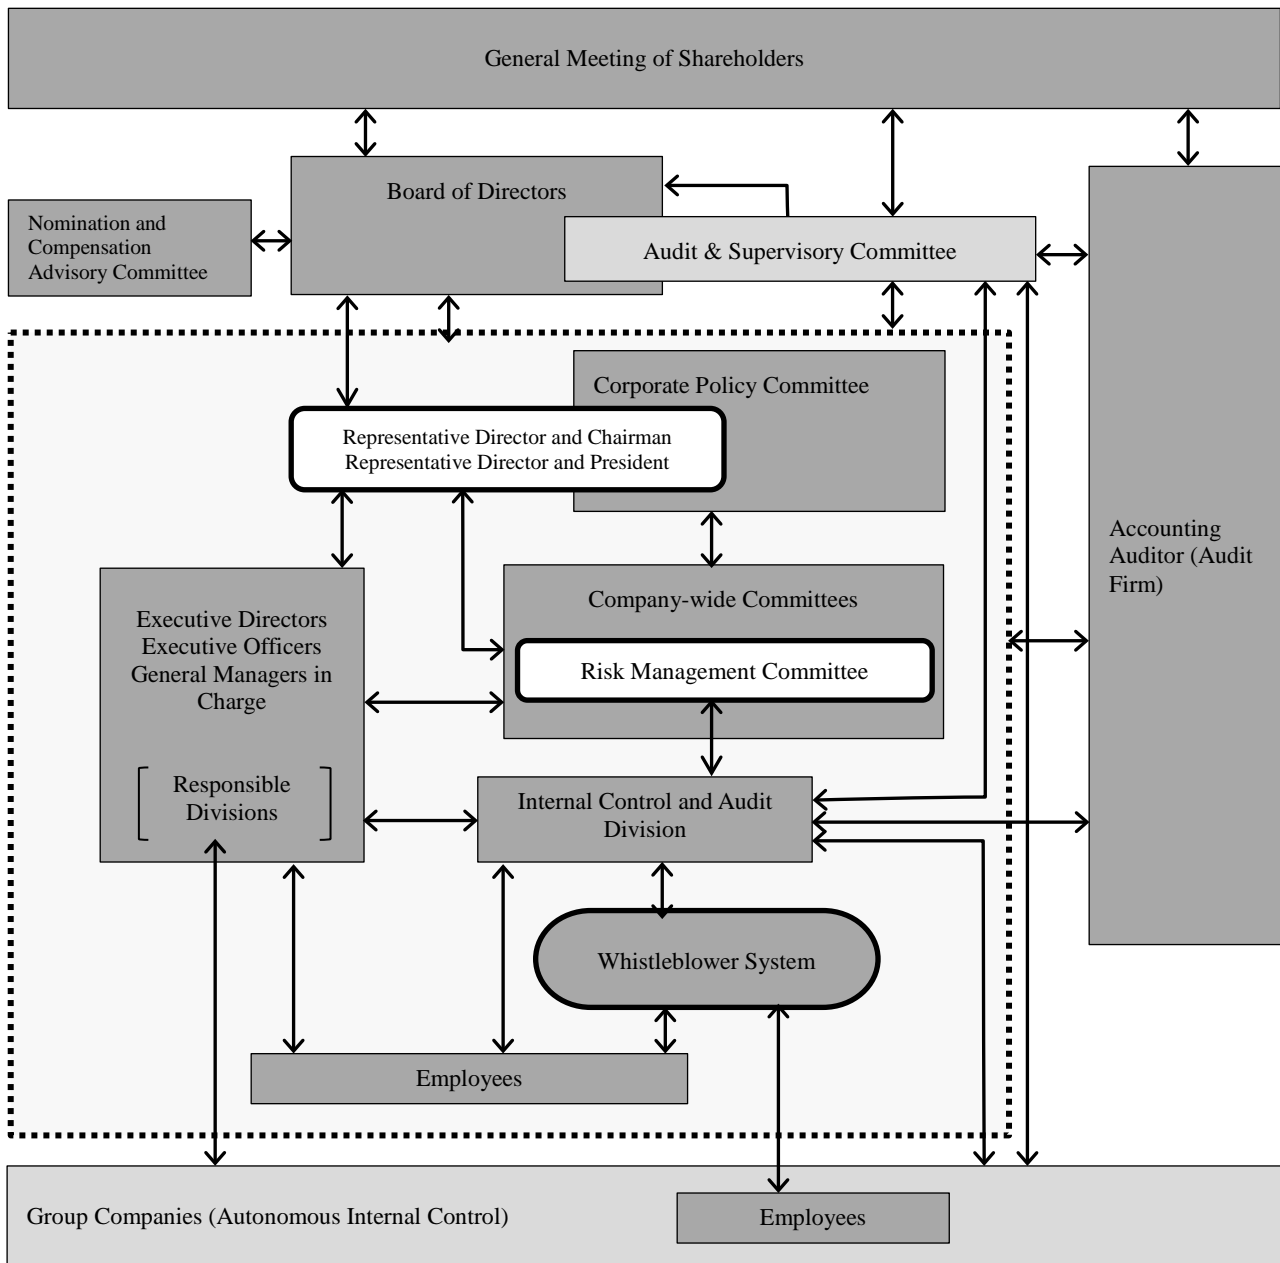 General Meeting of Shareholders
Board of Directors
Nomination and
Compensation
Advisory Committee
Audit & Supervisory Committee
Corporate Policy Committee
Representative Director and Chairman
Representative Director and President
Accounting
Auditor (Audit
Firm)
Executive Directors
Executive Officers
General Managers in
Charge
Company-wide Committees
Risk Management Committee
Responsible
Divisions
Internal Control and Audit
Division
Whistleblower System
Employees
Group Companies (Autonomous Internal Control)
Employees